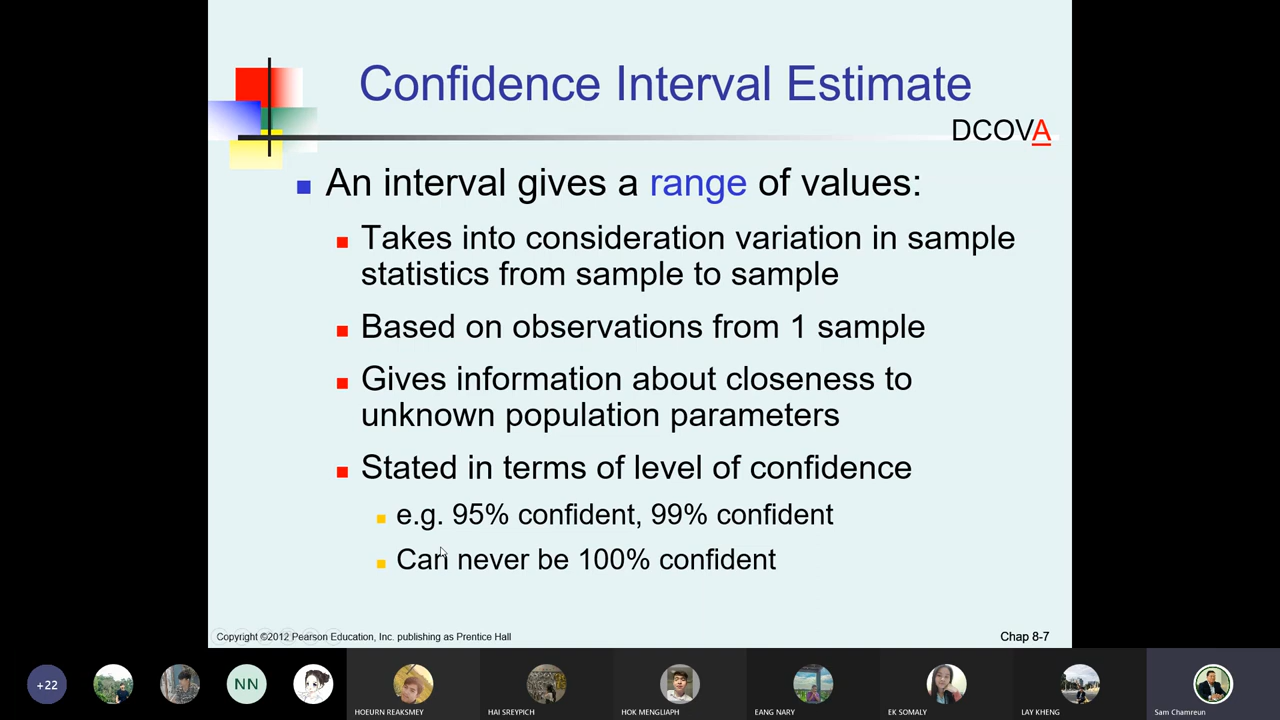 Confidence Interval Estimate
DCOVA
An interval gives a range of values:
Takes into consideration variation in sample
statistics from sample to sample
Based on observations from 1 sample
Gives information about closeness to
unknown population parameters
Stated in terms of level of confidence
e.g. 95% confident, 99% confident
Can never be 100% confident
Copyright ©2012 Pearson Education, Inc. publishing as Prentice Hall
Chap 8-7
+22
NN
HOEURN REAKSMEY
HAI SREYPICH
HOK MENGLIAPH
EANG NARY
EK SOMALY
LAY KHENG
Sam Chamreun